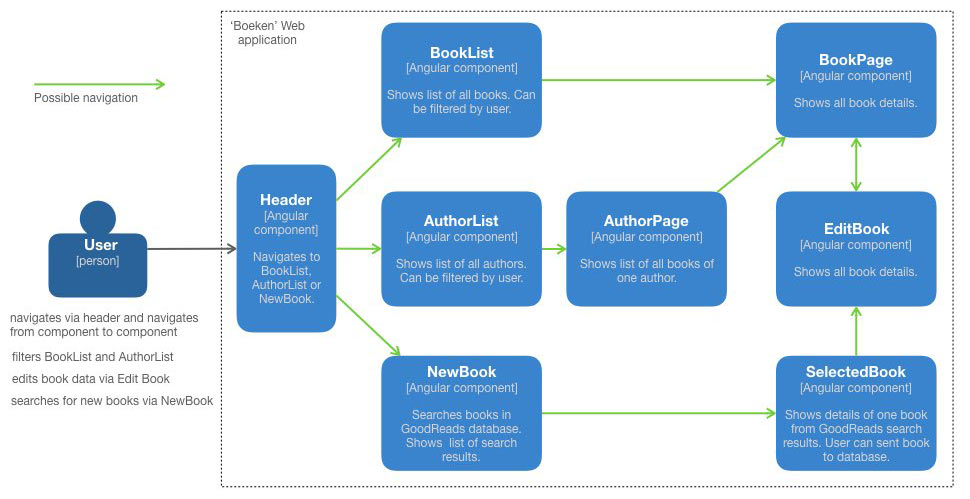 'Boeken' Web
application
Possible navigation
User
[person]
navigates via header and navigates
from component to component
filters BookList and AuthorList
edits book data via Edit Book
searches for new books via NewBook
Header
[Angular
component]
Navigates to
BookList,
AuthorList or
NewBook.
BookList
[Angular component]
Shows list of all books. Can
be filtered by user.
BookPage
[Angular component]
Shows all book details.
AuthorList
[Angular component]
Shows list of all authors.
Can be filtered by user.
AuthorPage
[Angular component]
Shows list of all books of
one author.
EditBook
[Angular component]
Shows all book details.
NewBook
[Angular component]
Searches books in
GoodReads database.
Shows list of search
results.
SelectedBook
[Angular component]
Shows details of one book
from GoodReads search
results. User can sent book
to database.